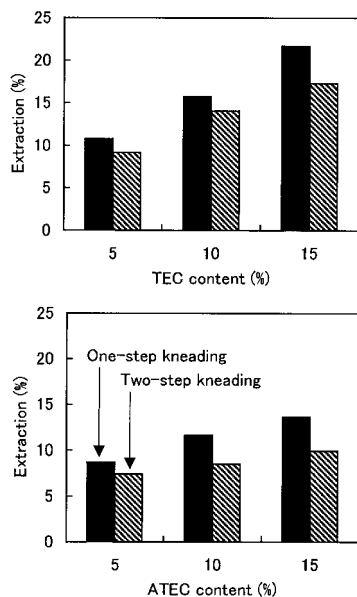 25
20
15
10
5
0
Extraction (%)
5 10 15
TEC content (%)
25
20
15
10
5
0
Extraction (%)
One-step kneading
Two-step kneading
5 10 15
ATEC content (%)